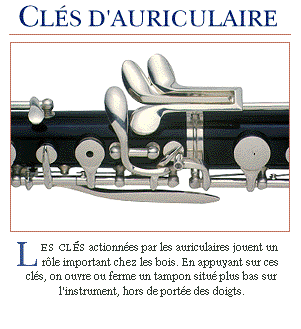 CLÉS D'AURICULAIRE
LES CLÉS actionnées par les auriculaires jouent un
rôle important chez les bois. En appuyant sur ces
clés, on ouvre ou ferme un tampon situé plus bas sur
l'instrument, hors de portée des doigts.